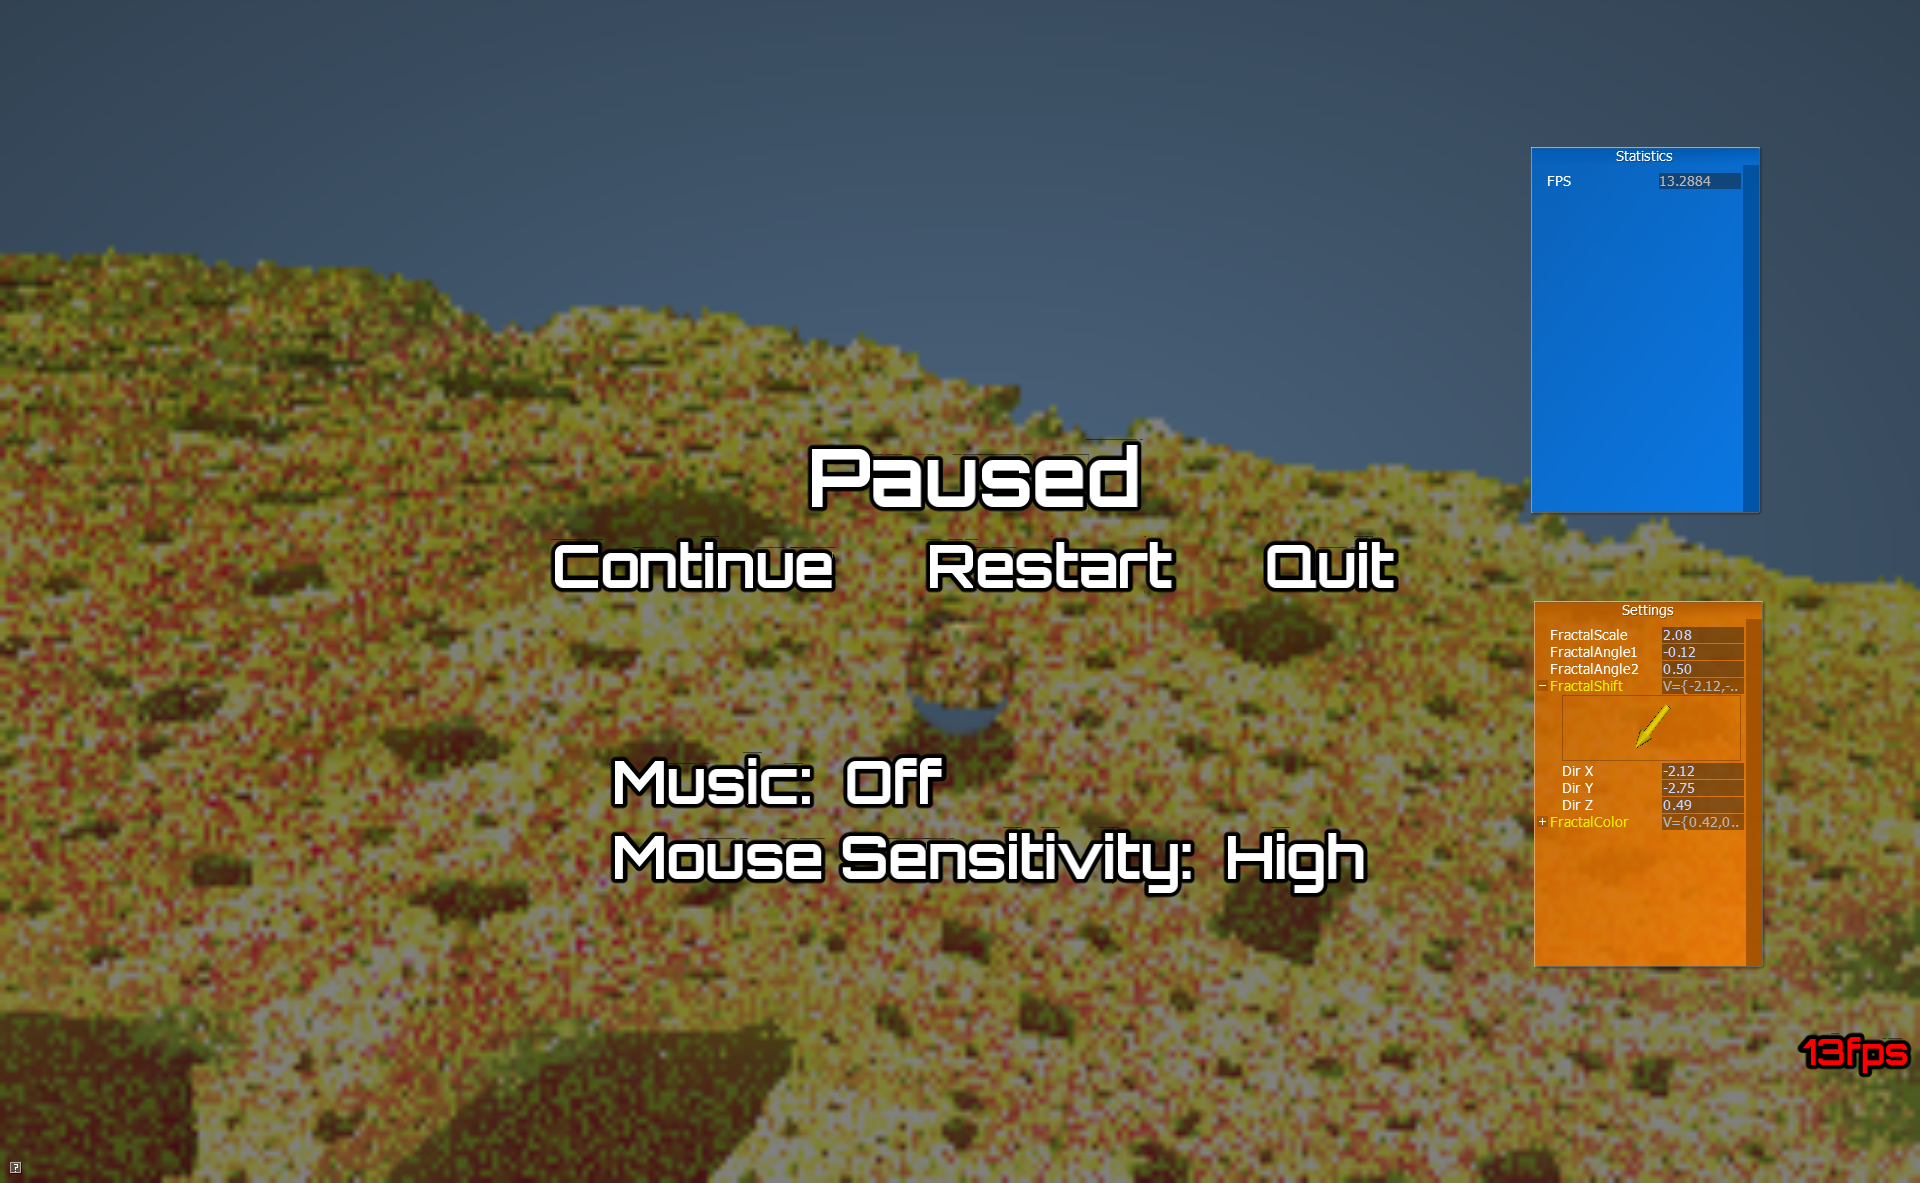 Statistics
FPS 13.2884
Paused
Continue Restart Quit
Settings
FractalScale 2.08
FractalAngle1 -0.12
FractalAngle2 0.50
− FractalShift V={-2.12,-..
Dir X -2.12
Dir Y -2.75
Dir Z 0.49
+ FractalColor V={0.42,0..
Music: Off
Mouse Sensitivity: High
13fps
?